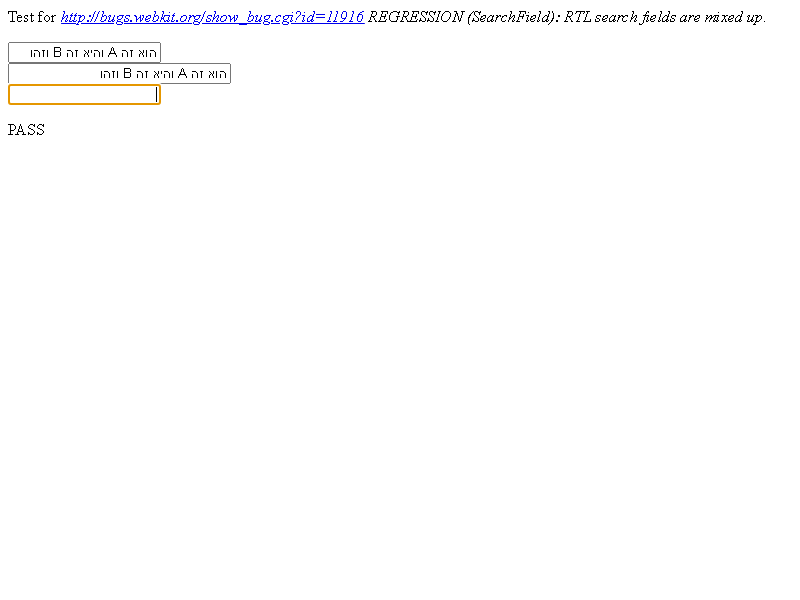 Test for http://bugs.webkit.org/show_bug.cgi?id=11916 REGRESSION (SearchField): RTL search fields are mixed up.
הוא זה A והיא זה B וזהו
הוא זה A והיא זה B וזהו
PASS